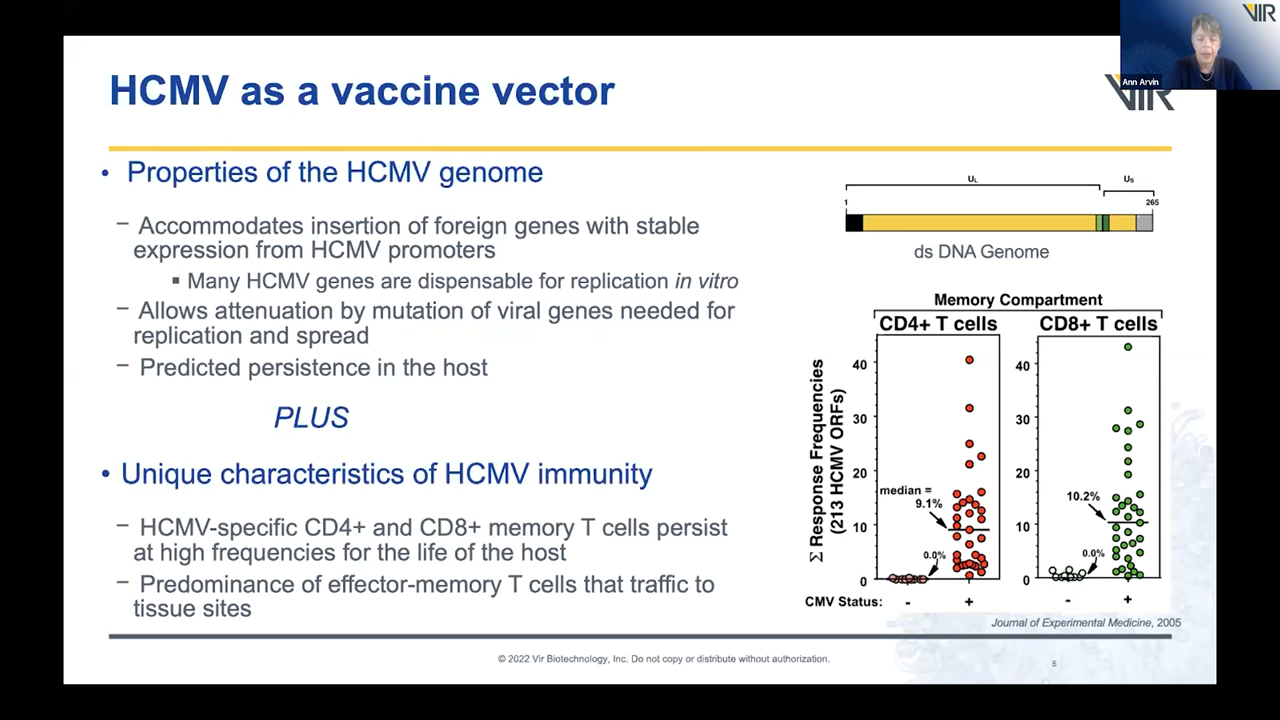 VIR
Ann Arvin
HCMV as a vaccine vector
VIR
• Properties of the HCMV genome
– Accommodates insertion of foreign genes with stable
expression from HCMV promoters
▪ Many HCMV genes are dispensable for replication in vitro
– Allows attenuation by mutation of viral genes needed for
replication and spread
– Predicted persistence in the host
PLUS
• Unique characteristics of HCMV immunity
– HCMV-specific CD4+ and CD8+ memory T cells persist
at high frequencies for the life of the host
– Predominance of effector-memory T cells that traffic to
tissue sites
UL US
1 265
ds DNA Genome
Memory Compartment
CD4+ T cells CD8+ T cells
Σ Response Frequencies
(213 HCMV ORFs)
40 40
30 30
20 20
median =
9.1% 10.2%
10 10
0.0% 0.0%
0 0
CMV Status: - + - +
Journal of Experimental Medicine, 2005
© 2022 Vir Biotechnology, Inc. Do not copy or distribute without authorization.
5